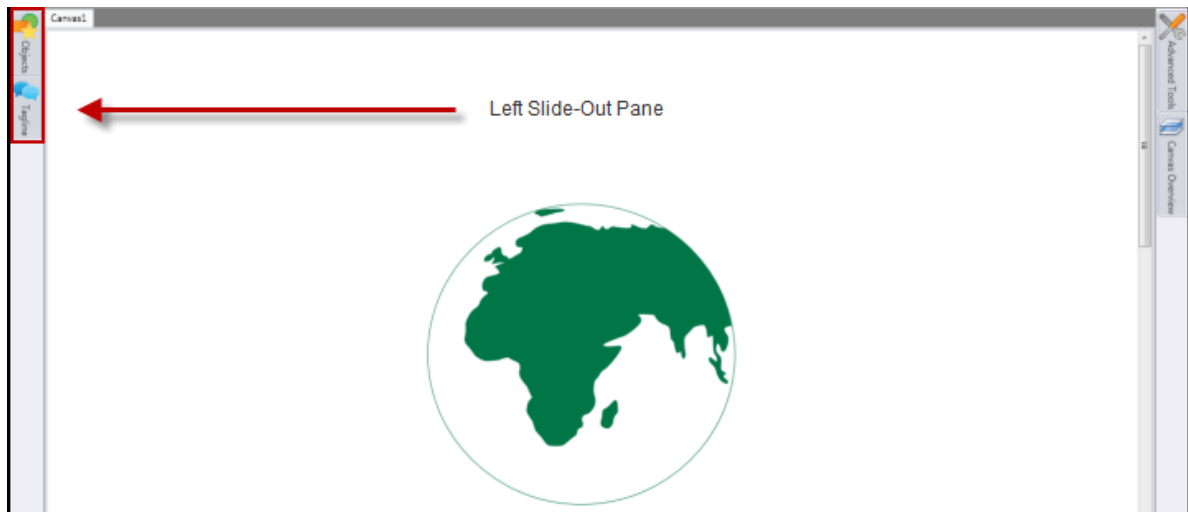 Canvas1
Objects
Tagline
Left Slide-Out Pane
Advanced Tools
Canvas Overview